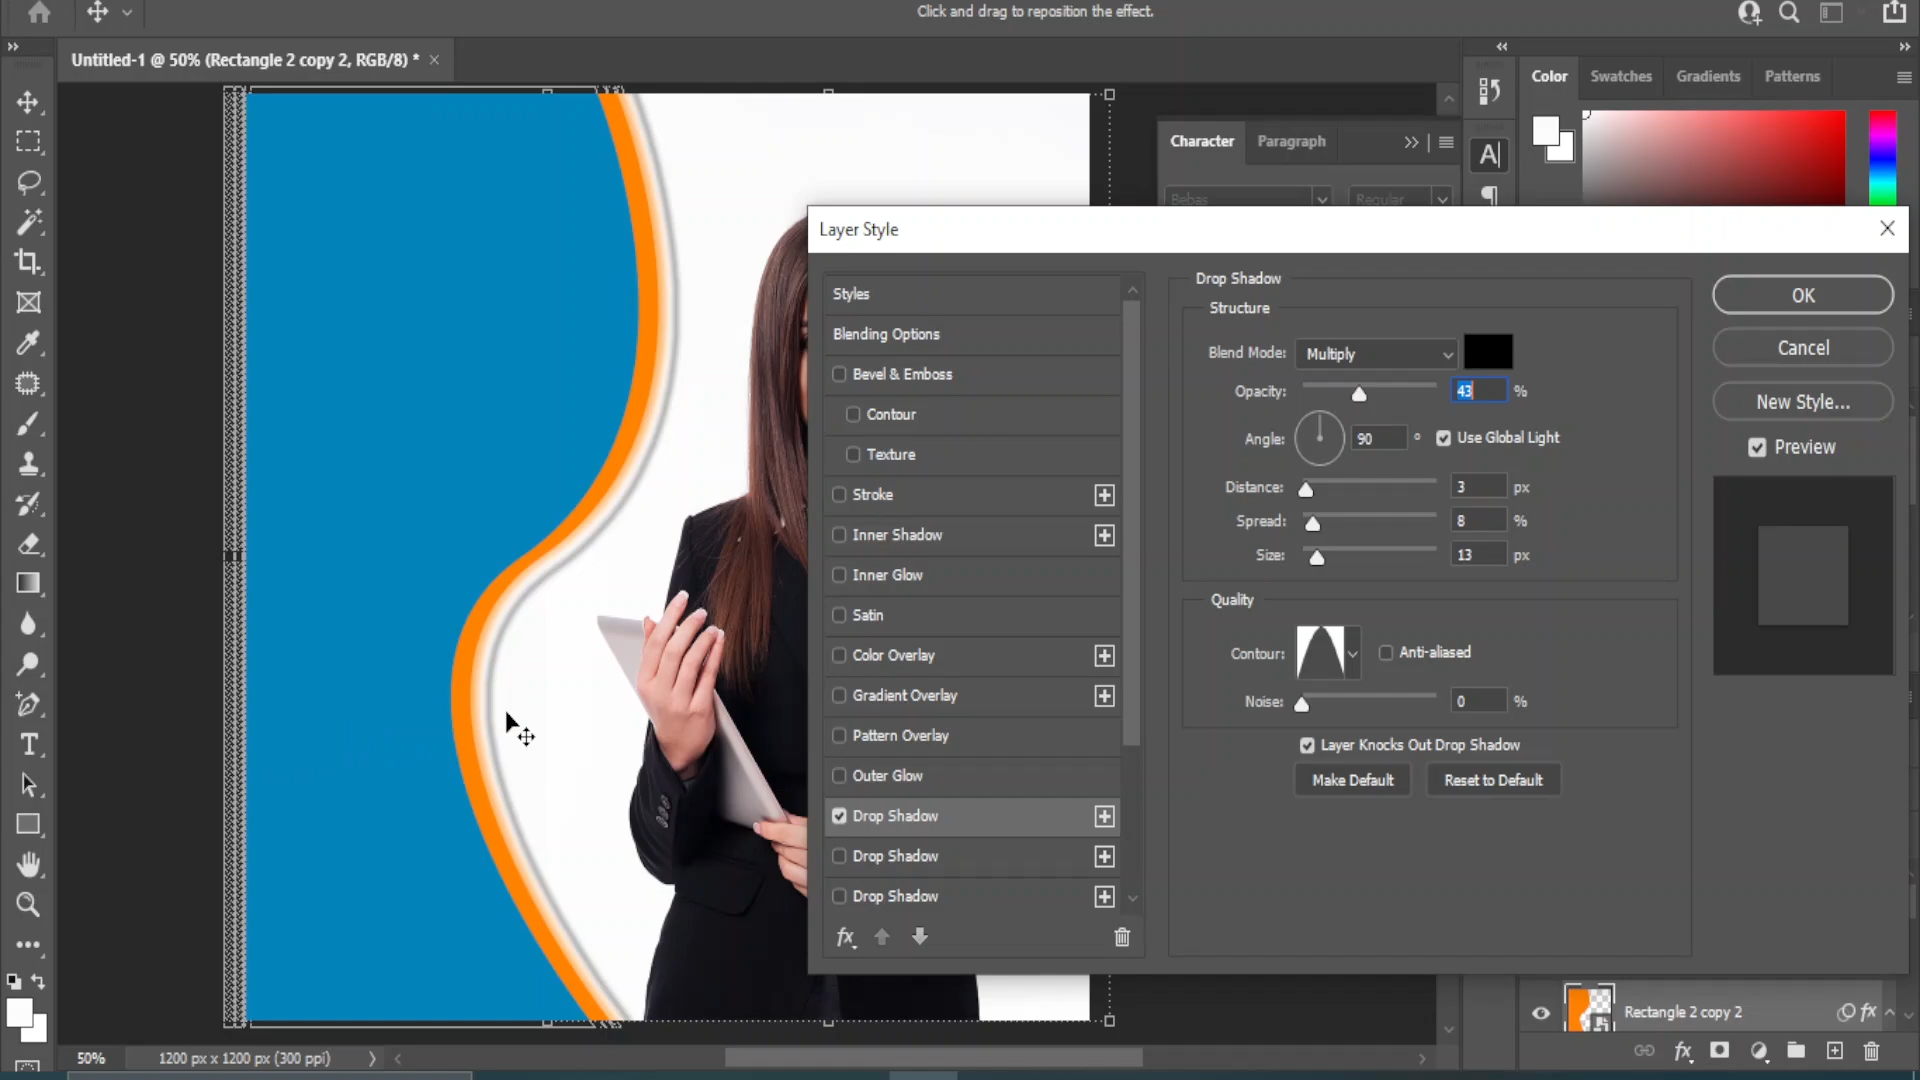 Click and drag to reposition the effect.
Untitled-1 @ 50% (Rectangle 2 copy 2, RGB/8) *
Color
Swatches
Gradients
Patterns
Character
Paragraph
Bebas
Regular
Layer Style
Styles
Blending Options
Bevel & Emboss
Contour
Texture
Stroke
Inner Shadow
Inner Glow
Satin
Color Overlay
Gradient Overlay
Pattern Overlay
Outer Glow
Drop Shadow
Drop Shadow
Drop Shadow
fx
Drop Shadow
Structure
Blend Mode: Multiply
Opacity: 43 %
Angle: 90 ° Use Global Light
Distance: 3 px
Spread: 8 %
Size: 13 px
Quality
Contour: Anti-aliased
Noise: 0 %
Layer Knocks Out Drop Shadow
Make Default
Reset to Default
OK
Cancel
New Style...
Preview
Rectangle 2 copy 2
fx
fx
50%
1200 px x 1200 px (300 ppi)